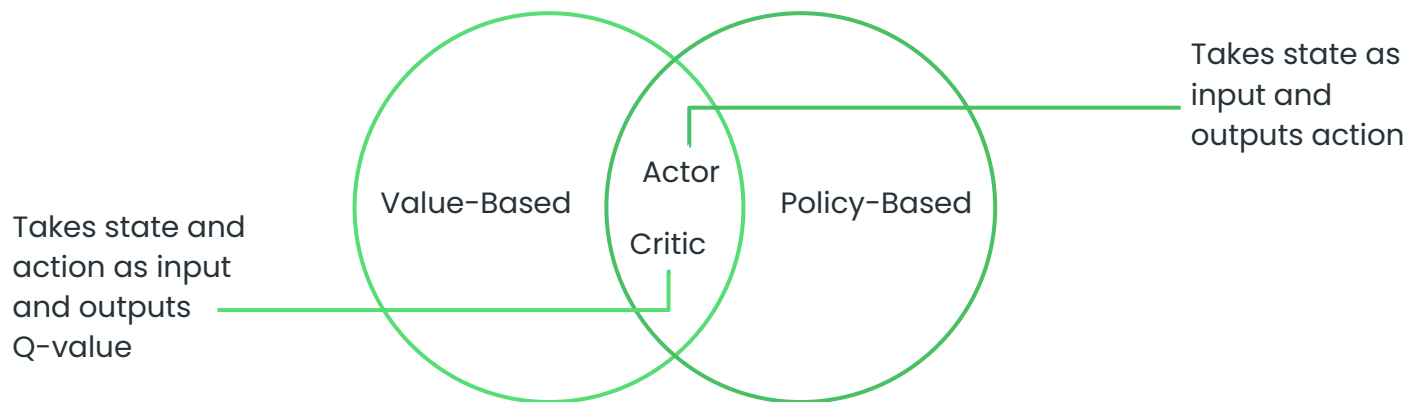 Takes state as
input and
outputs action
Actor
Value-Based
Policy-Based
Critic
Takes state and
action as input
and outputs
Q-value